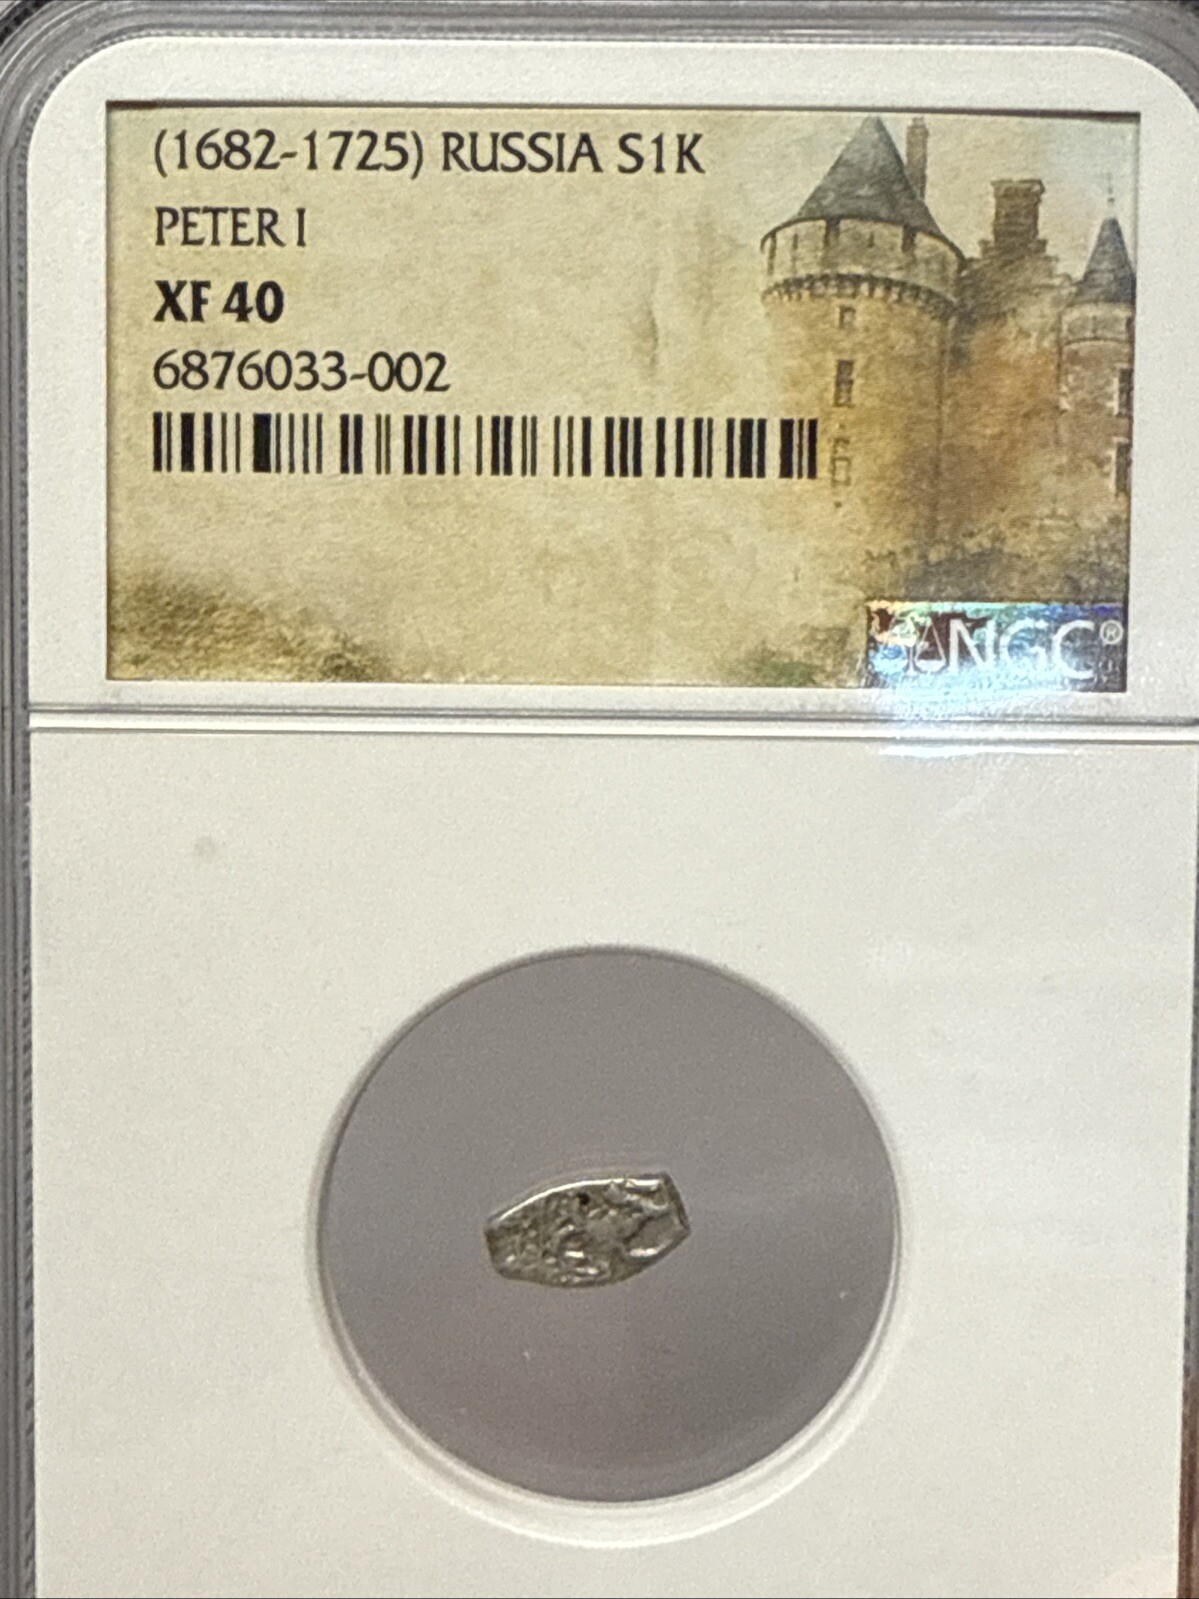 (1682-1725) RUSSIA S1K
PETER I
XF 40
6876033-002
NGC®